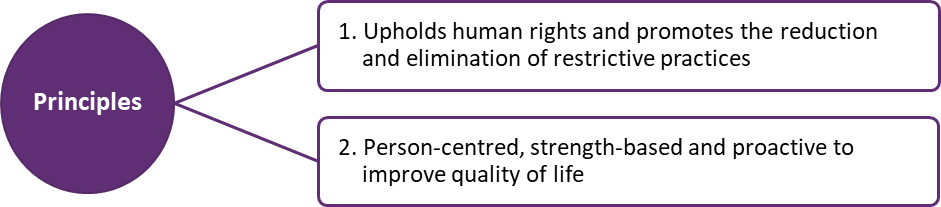 Principles
1. Upholds human rights and promotes the reduction
and elimination of restrictive practices
2. Person-centred, strength-based and proactive to
improve quality of life